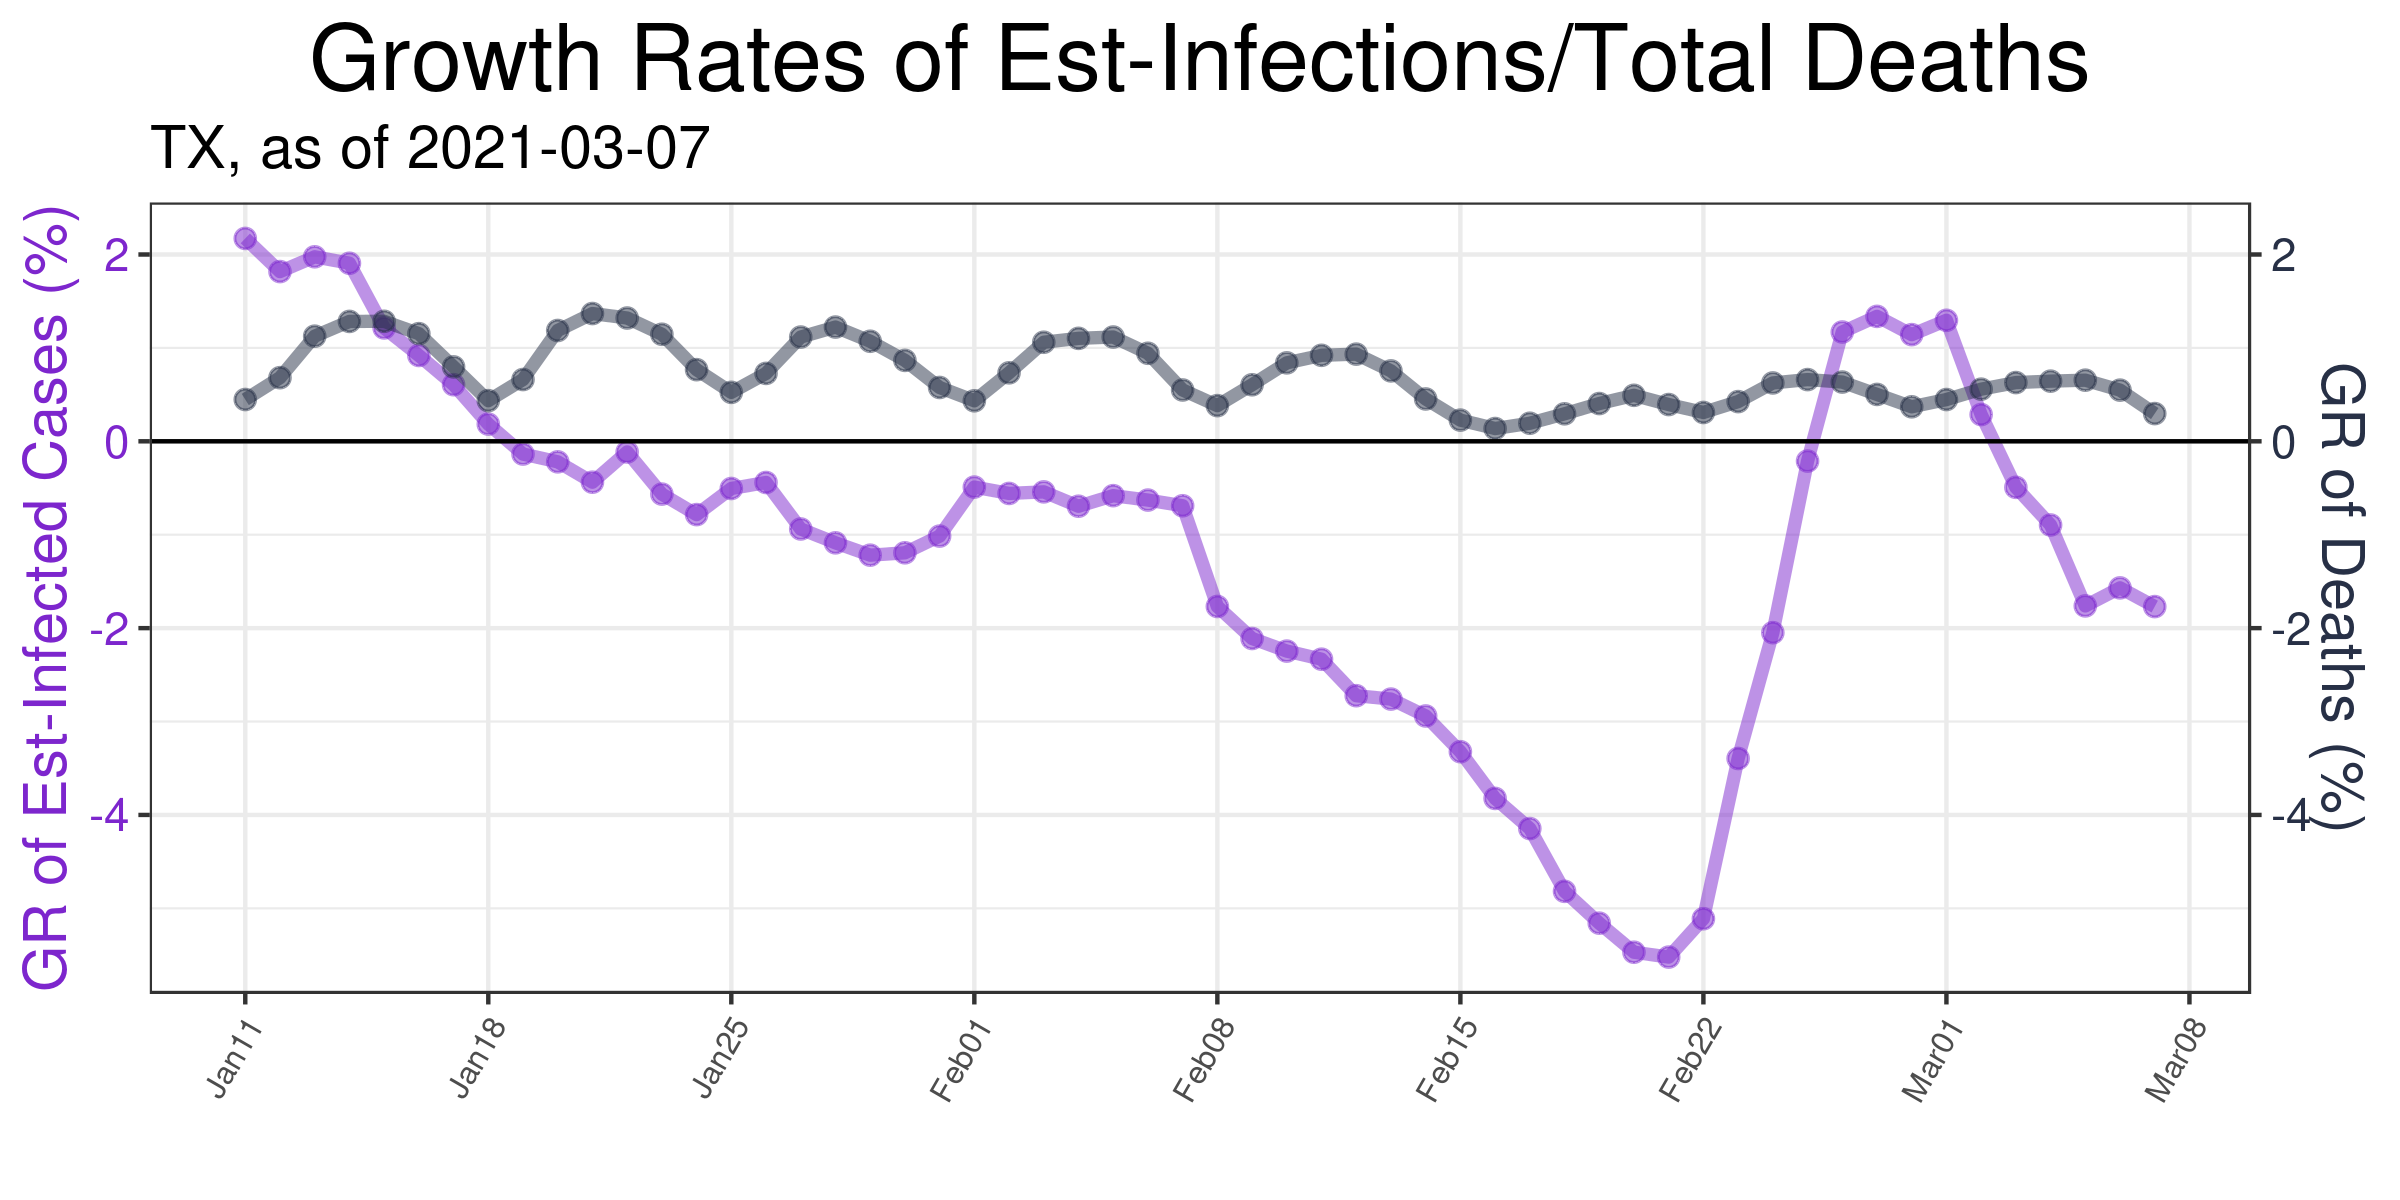 Growth Rates of Est-Infections/Total Deaths
TX, as of 2021-03-07
GR of Est-Infected Cases (%)
2
0
-2
-4
2
0
-2
-4
GR of Deaths (%)
Jan11
Jan18
Jan25
Feb01
Feb08
Feb15
Feb22
Mar01
Mar08